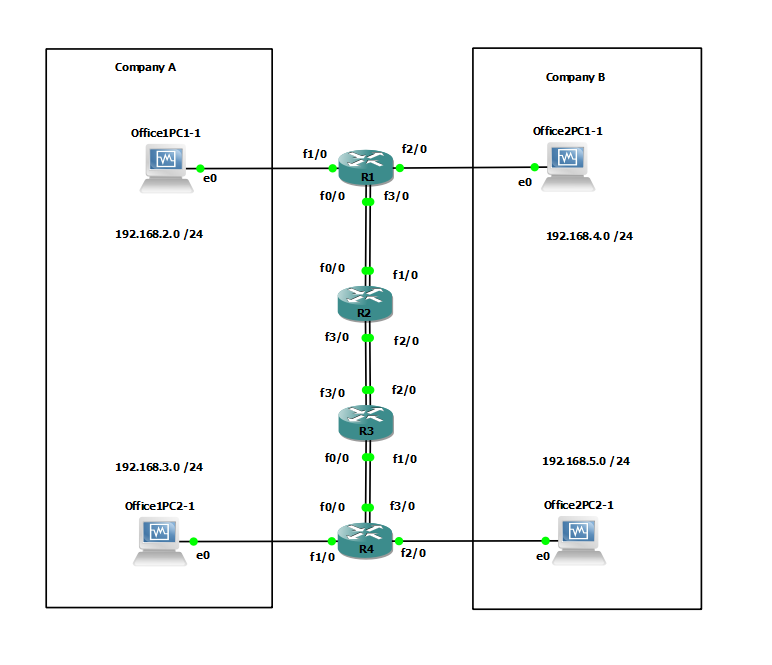 Company A
Company B
Office1PC1-1
Office2PC1-1
f1/0
f2/0
R1
e0
e0
f0/0
f3/0
192.168.2.0 /24
192.168.4.0 /24
f0/0
f1/0
R2
f3/0
f2/0
f3/0
f2/0
R3
f0/0
f1/0
192.168.3.0 /24
192.168.5.0 /24
Office1PC2-1
f0/0
f3/0
Office2PC2-1
R4
e0
f1/0
f2/0
e0